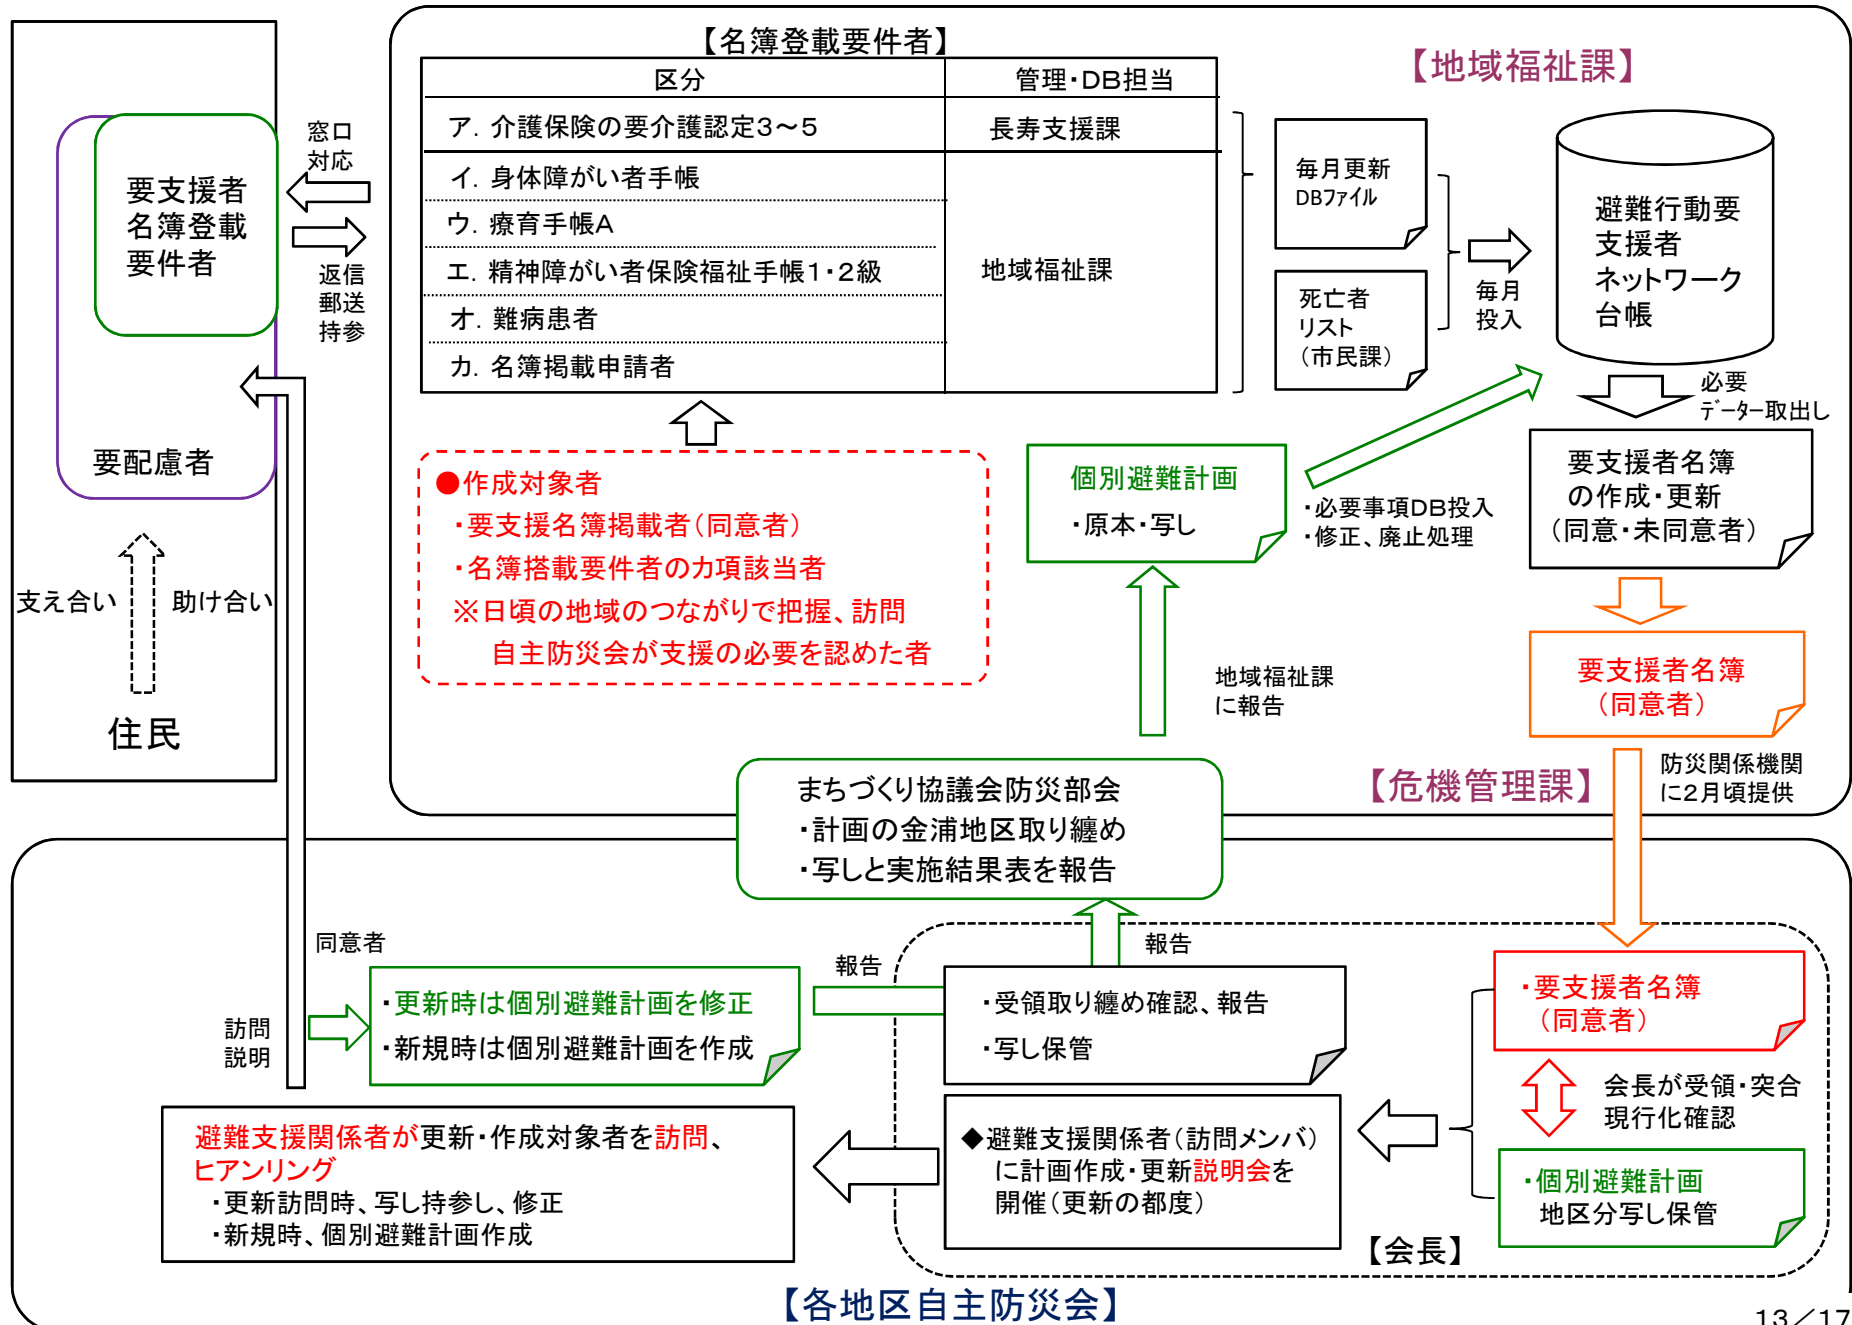 【名簿登載要件者】
【地域福祉課】
区分
管理・DB担当
ア. 介護保険の要介護認定3～5
長寿支援課
イ. 身体障がい者手帳
ウ. 療育手帳A
エ. 精神障がい者保険福祉手帳1・2級
オ. 難病患者
カ. 名簿掲載申請者
地域福祉課
窓口
対応
返信
郵送
持参
要支援者
名簿登載
要件者
要配慮者
支え合い
助け合い
住民
毎月更新
DBファイル
死亡者
リスト
(市民課)
毎月
投入
避難行動要
支援者
ネットワーク
台帳
必要
データー取出し
要支援者名簿
の作成・更新
(同意・未同意者)
要支援者名簿
(同意者)
防災関係機関
に2月頃提供
【危機管理課】
●作成対象者
・要支援名簿掲載者(同意者)
・名簿搭載要件者のカ項該当者
※日頃の地域のつながりで把握、訪問
自主防災会が支援の必要を認めた者
個別避難計画
・原本・写し
・必要事項DB投入
・修正、廃止処理
地域福祉課
に報告
まちづくり協議会防災部会
・計画の金浦地区取り纏め
・写しと実施結果表を報告
同意者
報告
報告
・更新時は個別避難計画を修正
・新規時は個別避難計画を作成
訪問
説明
・受領取り纏め確認、報告
・写し保管
・要支援者名簿
(同意者)
会長が受領・突合
現行化確認
・個別避難計画
地区分写し保管
◆避難支援関係者(訪問メンバ)
に計画作成・更新説明会を
開催(更新の都度)
避難支援関係者が更新・作成対象者を訪問、
ヒアンリング
・更新訪問時、写し持参し、修正
・新規時、個別避難計画作成
【会長】
【各地区自主防災会】
13／17